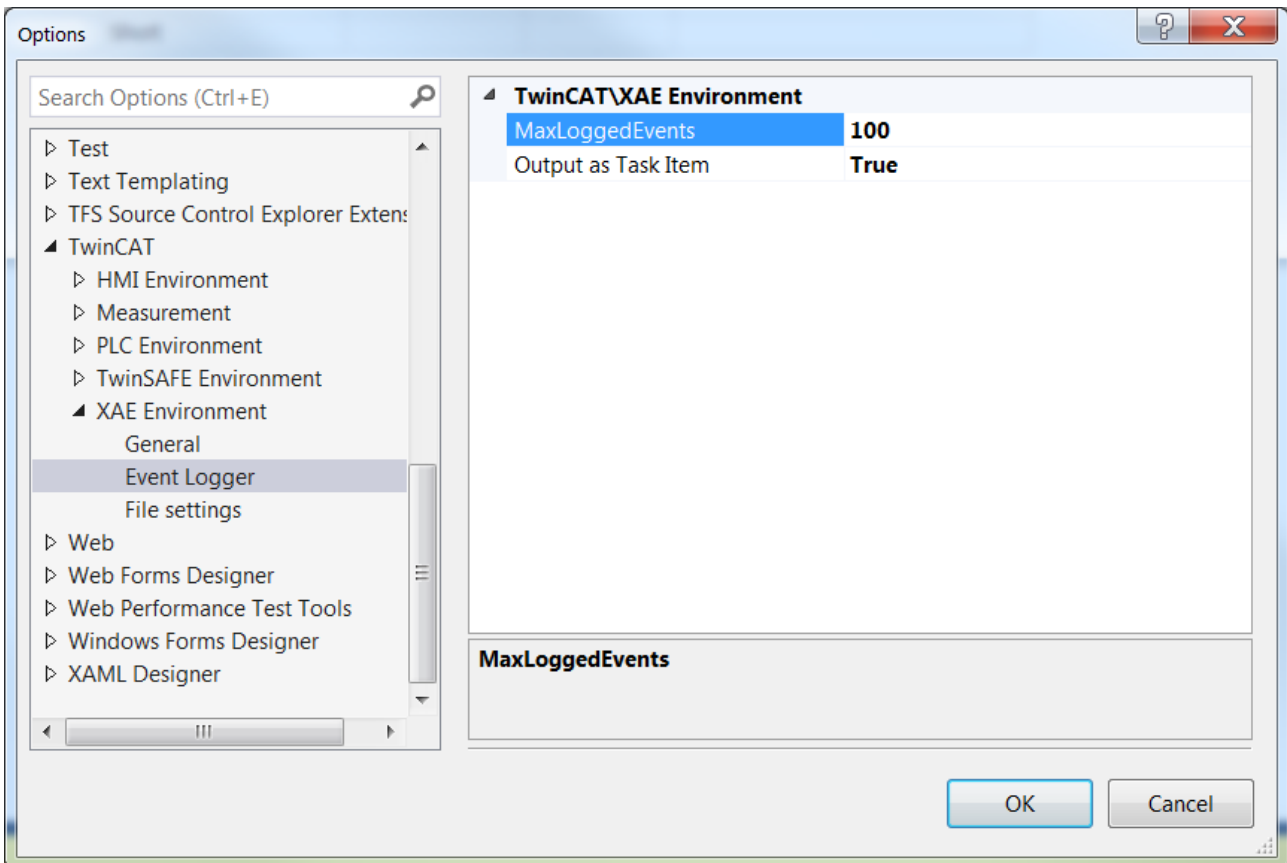 Options
Search Options (Ctrl+E)
Test
Text Templating
TFS Source Control Explorer Extens
TwinCAT
HMI Environment
Measurement
PLC Environment
TwinSAFE Environment
XAE Environment
General
Event Logger
File settings
Web
Web Forms Designer
Web Performance Test Tools
Windows Forms Designer
XAML Designer
TwinCAT\XAE Environment
MaxLoggedEvents 100
Output as Task Item True
MaxLoggedEvents
OK Cancel